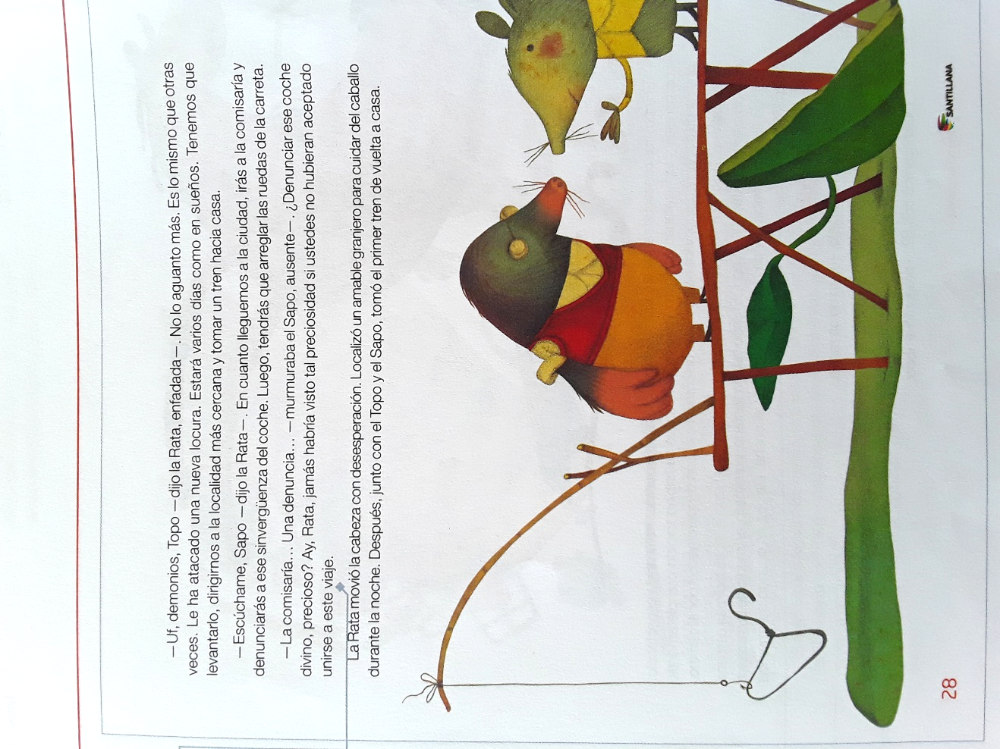 —Uf, demonios, Topo —dijo la Rata, enfadada—. No lo aguanto más. Es lo mismo que otras
veces. Le ha atacado una nueva locura. Estará varios días como en sueños. Tenemos que
levantarlo, dirigirnos a la localidad más cercana y tomar un tren hacia casa.
—Escúchame, Sapo —dijo la Rata—. En cuanto lleguemos a la ciudad, irás a la comisaría y
denunciarás a ese sinvergüenza del coche. Luego, tendrás que arreglar las ruedas de la carreta.
—La comisaría… Una denuncia… —murmuraba el Sapo, ausente—. ¿Denunciar ese coche
divino, precioso? Ay, Rata, jamás habría visto tal preciosidad si ustedes no hubieran aceptado
unirse a este viaje.
La Rata movió la cabeza con desesperación. Localizó un amable granjero para cuidar del caballo
durante la noche. Después, junto con el Topo y el Sapo, tomó el primer tren de vuelta a casa.
28
SANTILLANA